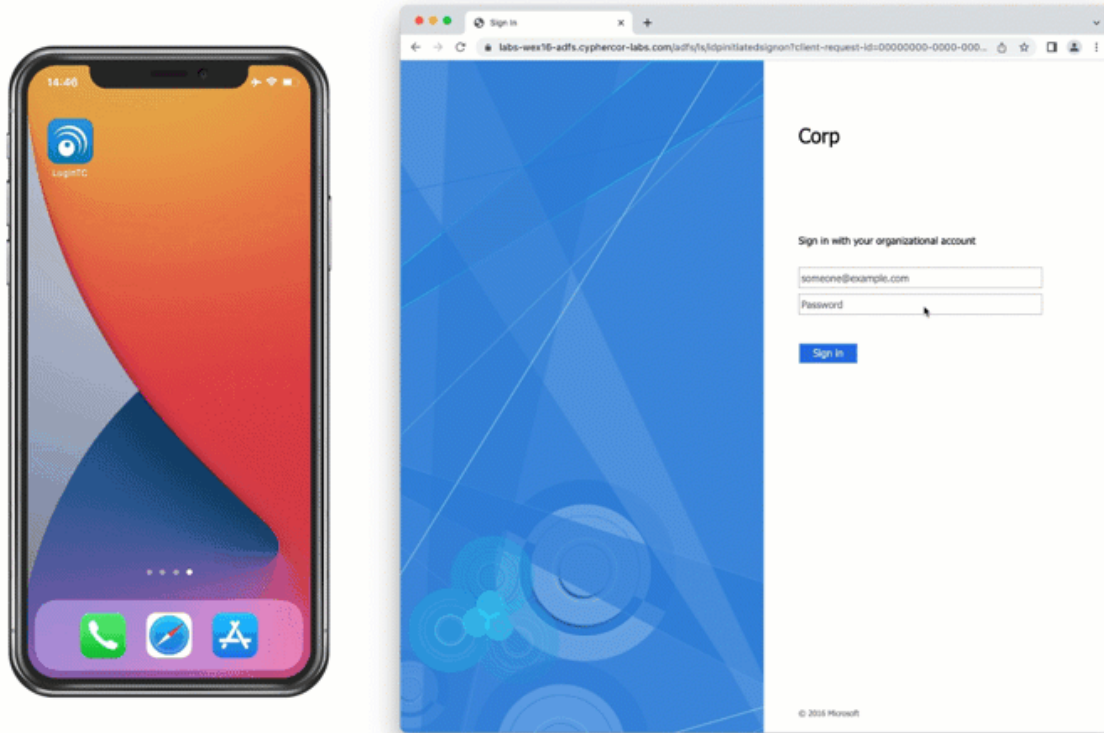 14:46
LoginTC
Sign In
labs-wex16-adfs.cyphercor-labs.com/adfs/ls/idpinitiatedsignon?client-request-id=00000000-0000-000...
Corp
Sign in with your organizational account
someone@example.com
Password
Sign in
© 2016 Microsoft